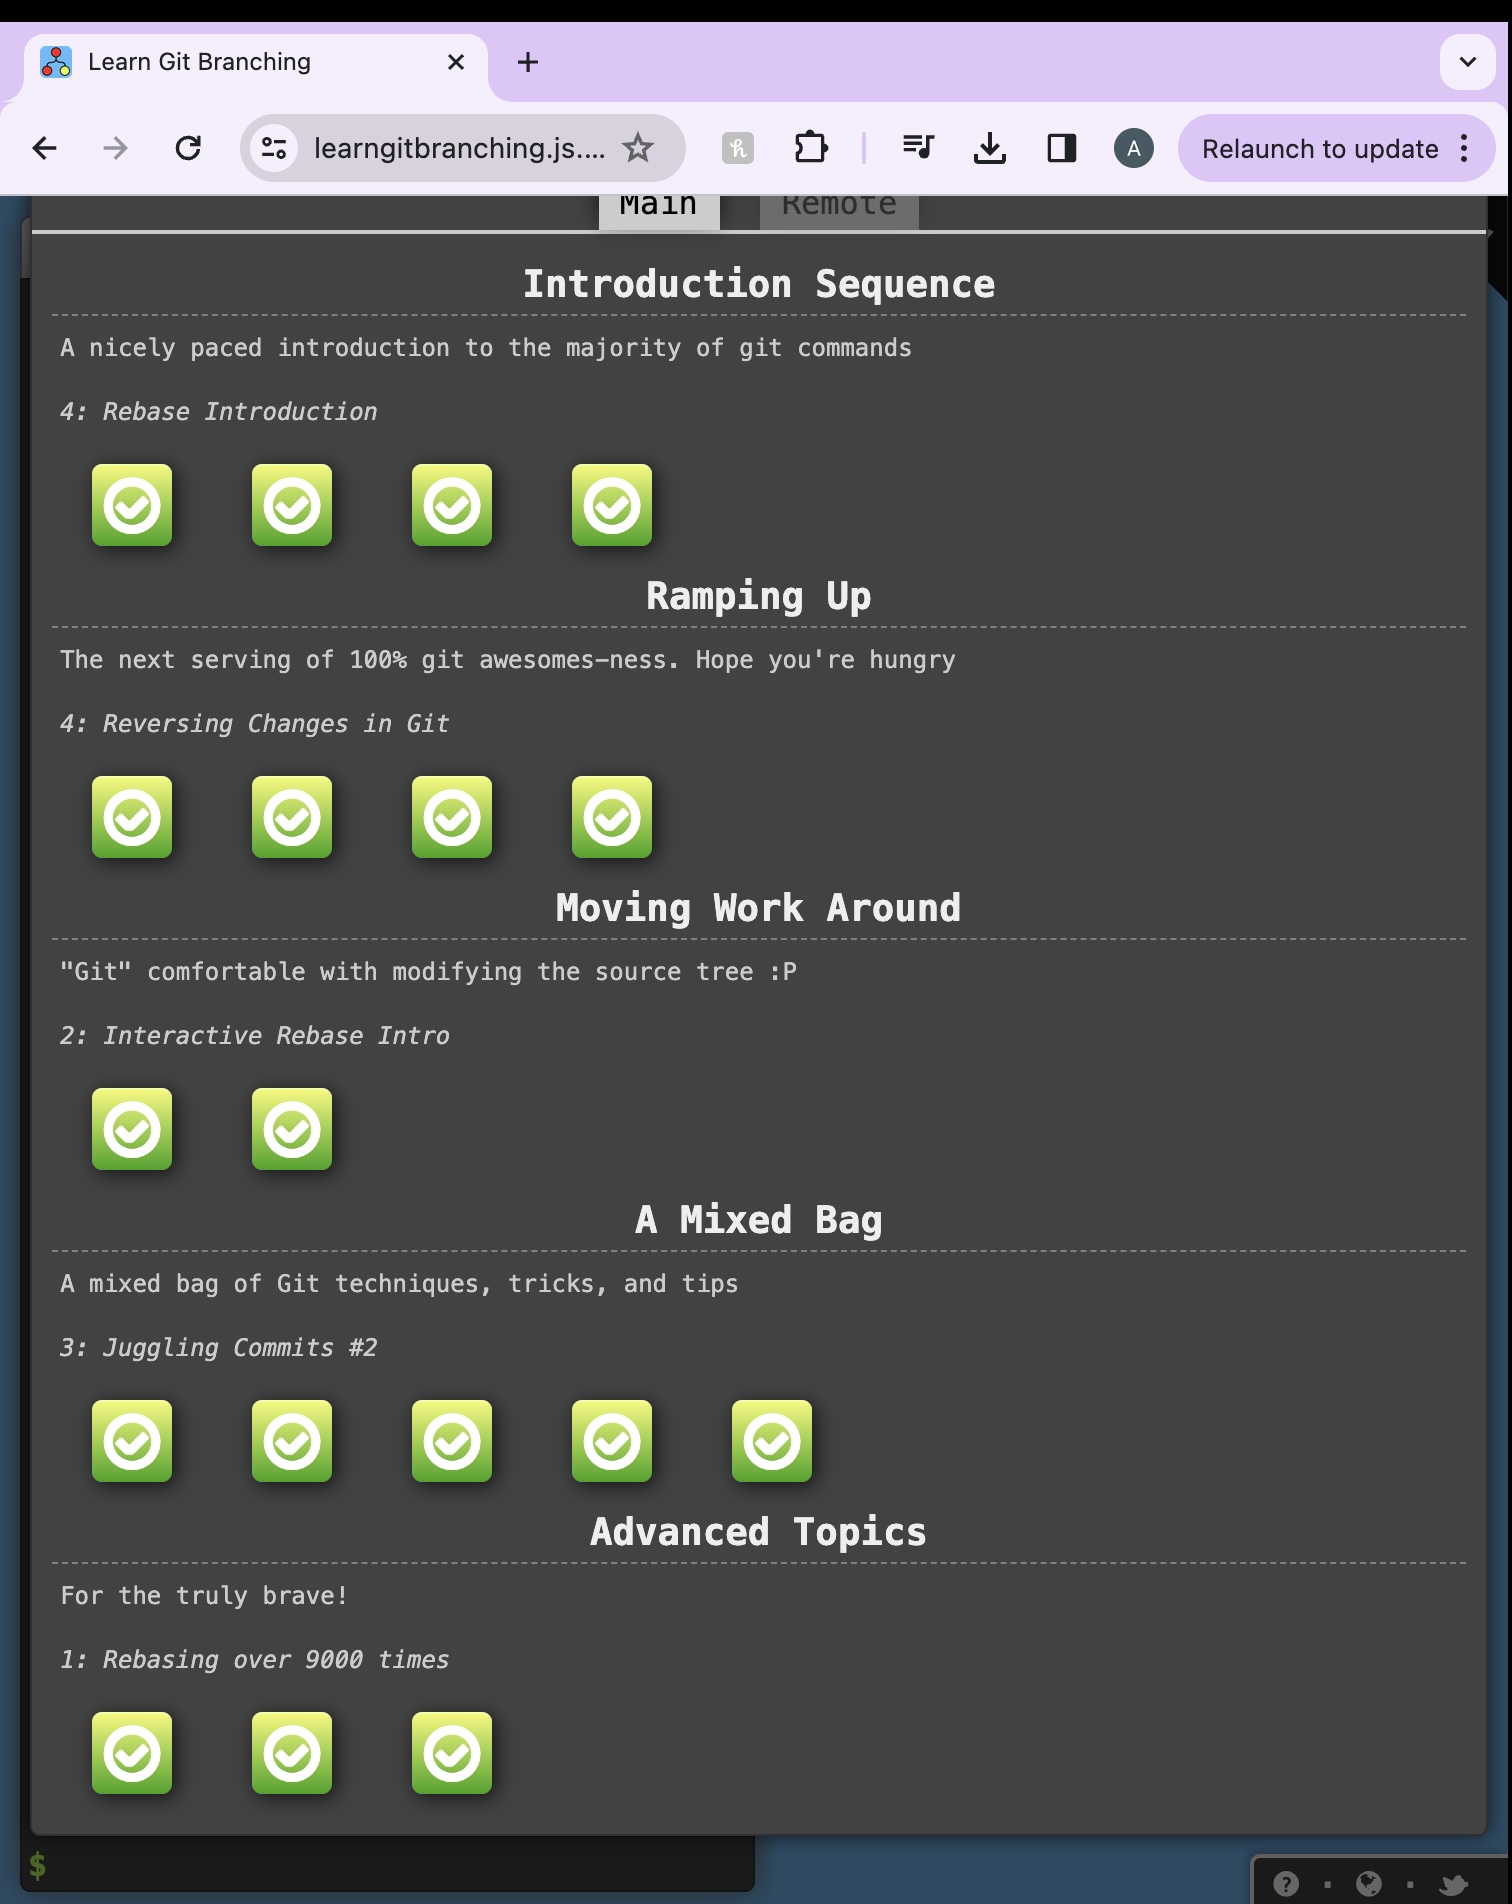 Learn Git Branching
learngitbranching.js....
A
Relaunch to update
Main
Remote
Introduction Sequence
A nicely paced introduction to the majority of git commands
4: Rebase Introduction
Ramping Up
The next serving of 100% git awesomes-ness. Hope you're hungry
4: Reversing Changes in Git
Moving Work Around
"Git" comfortable with modifying the source tree :P
2: Interactive Rebase Intro
A Mixed Bag
A mixed bag of Git techniques, tricks, and tips
3: Juggling Commits #2
Advanced Topics
For the truly brave!
1: Rebasing over 9000 times
$